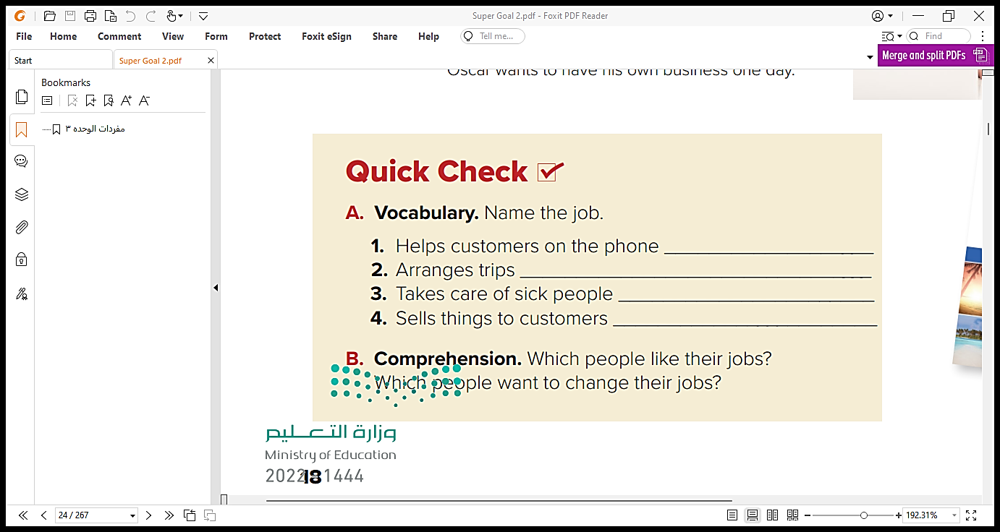 Super Goal 2.pdf - Foxit PDF Reader
File Home Comment View Form Protect Foxit eSign Share Help Tell me... Find
Start Super Goal 2.pdf Merge and split PDFs
Bookmarks
مفردات الوحده ٣
Oscar wants to have his own business one day.
Quick Check
A. Vocabulary. Name the job.
1. Helps customers on the phone
2. Arranges trips
3. Takes care of sick people
4. Sells things to customers
B. Comprehension. Which people like their jobs?
Which people want to change their jobs?
وزارة التعليم
Ministry of Education
2022 18 1444
24 / 267 192.31%